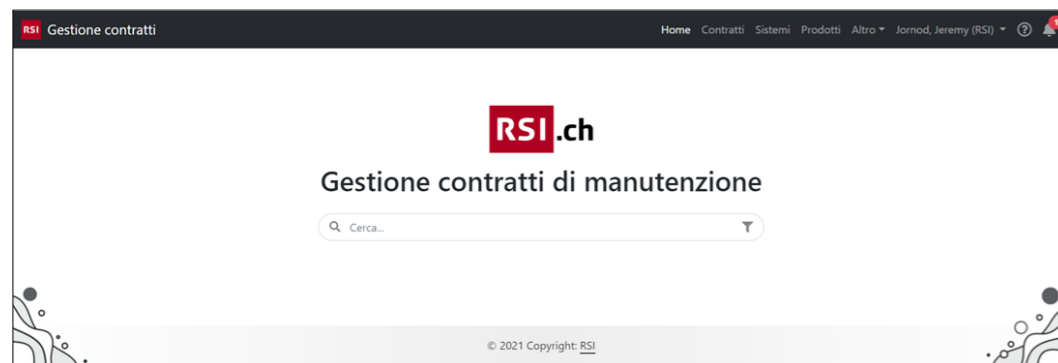 RSI Gestione contratti
Home Contratti Sistemi Prodotti Altro Jornod, Jeremy (RSI)
RSI.ch
Gestione contratti di manutenzione
Cerca...
© 2021 Copyright: RSI